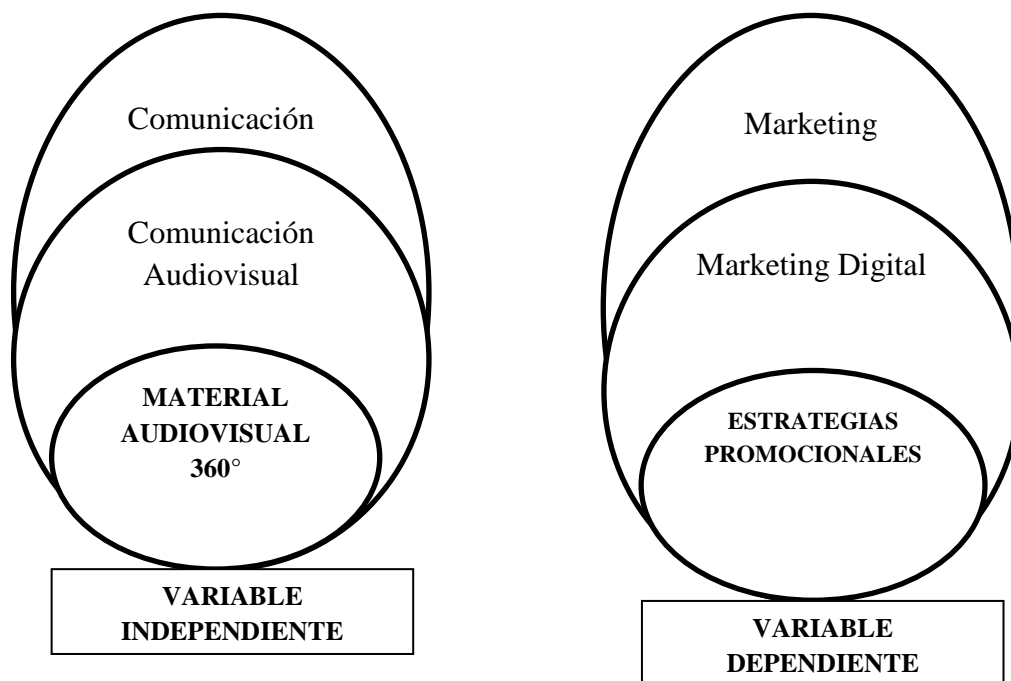 Comunicación
Comunicación
Audiovisual
MATERIAL
AUDIOVISUAL
360°
VARIABLE
INDEPENDIENTE
Marketing
Marketing Digital
ESTRATEGIAS
PROMOCIONALES
VARIABLE
DEPENDIENTE